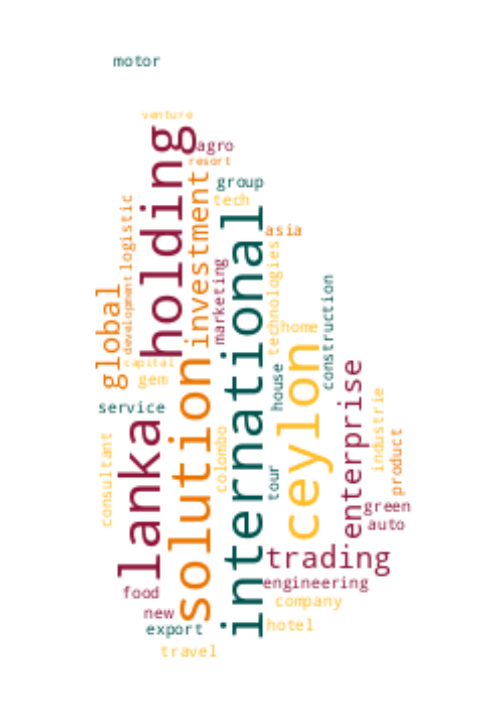 motor
venture
holding
agro
resort
group
investment
tech
logistic
international
asia
global
development
marketing
technologies
construction
home
capital
gem
solution
ceylon
house
service
enterprise
lanka
consultant
colombo
industrie
product
tour
green
auto
trading
engineering
food
company
new
export
hotel
travel